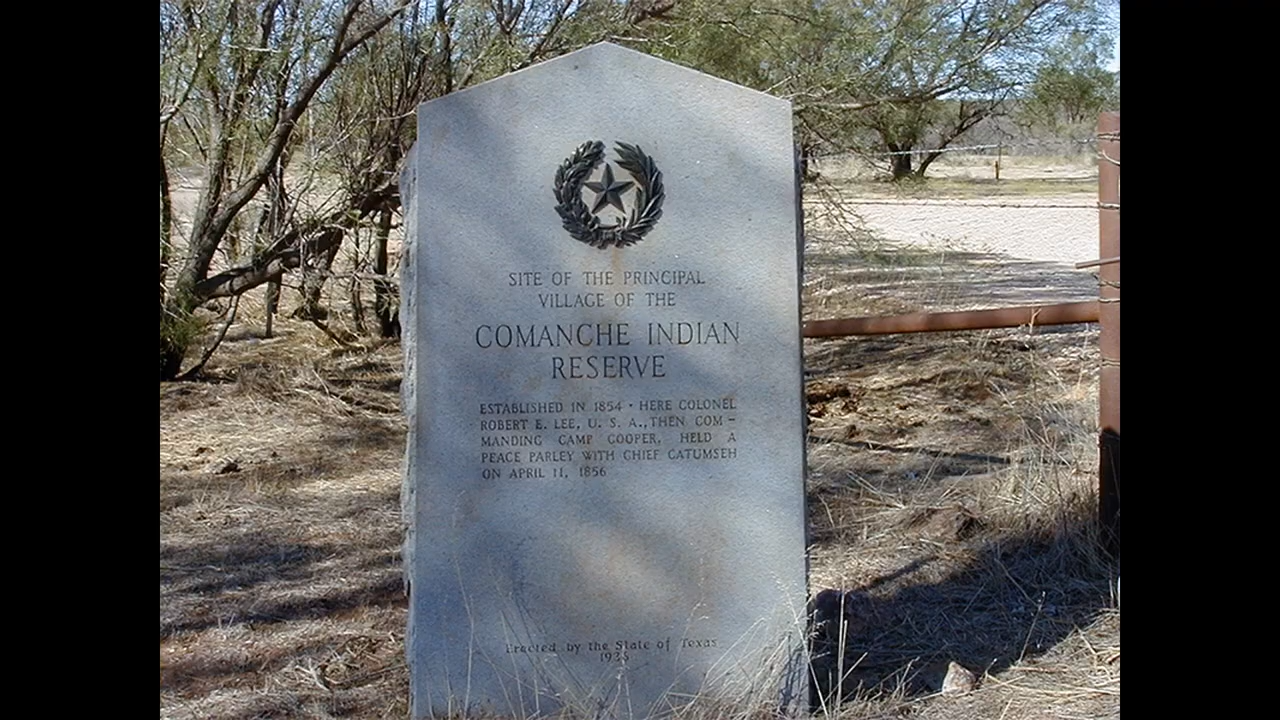 SITE OF THE PRINCIPAL
VILLAGE OF THE
COMANCHE INDIAN
RESERVE
ESTABLISHED IN 1854 • HERE COLONEL
ROBERT E. LEE, U. S. A., THEN COM -
MANDING CAMP COOPER, HELD A
PEACE PARLEY WITH CHIEF CATUMSEH
ON APRIL 11, 1856
Erected by the State of Texas